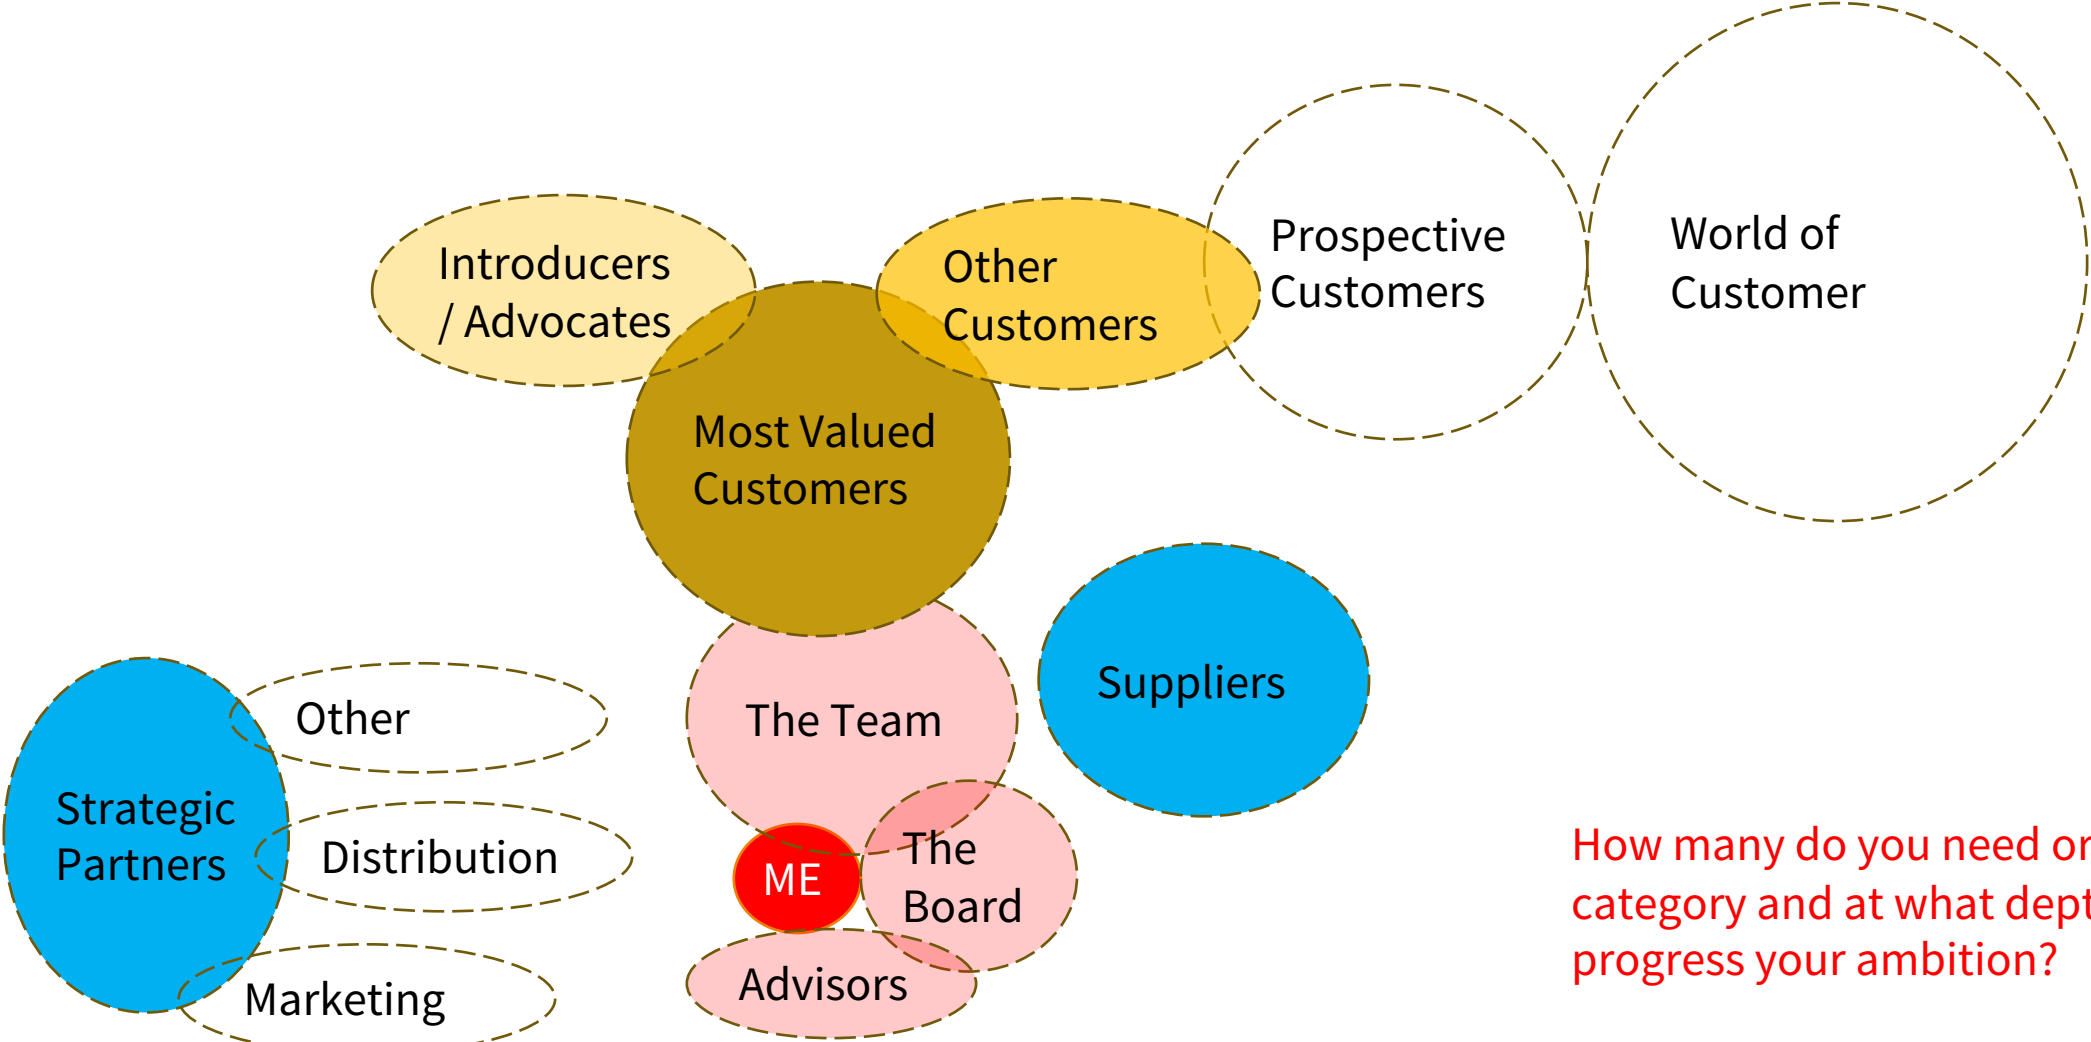 Introducers
/ Advocates
Other
Customers
Prospective
Customers
World of
Customer
Most Valued
Customers
The Team
Suppliers
Other
Strategic
Partners
Distribution
Marketing
ME
The
Board
Advisors
How many do you need or
category and at what dept
progress your ambition?